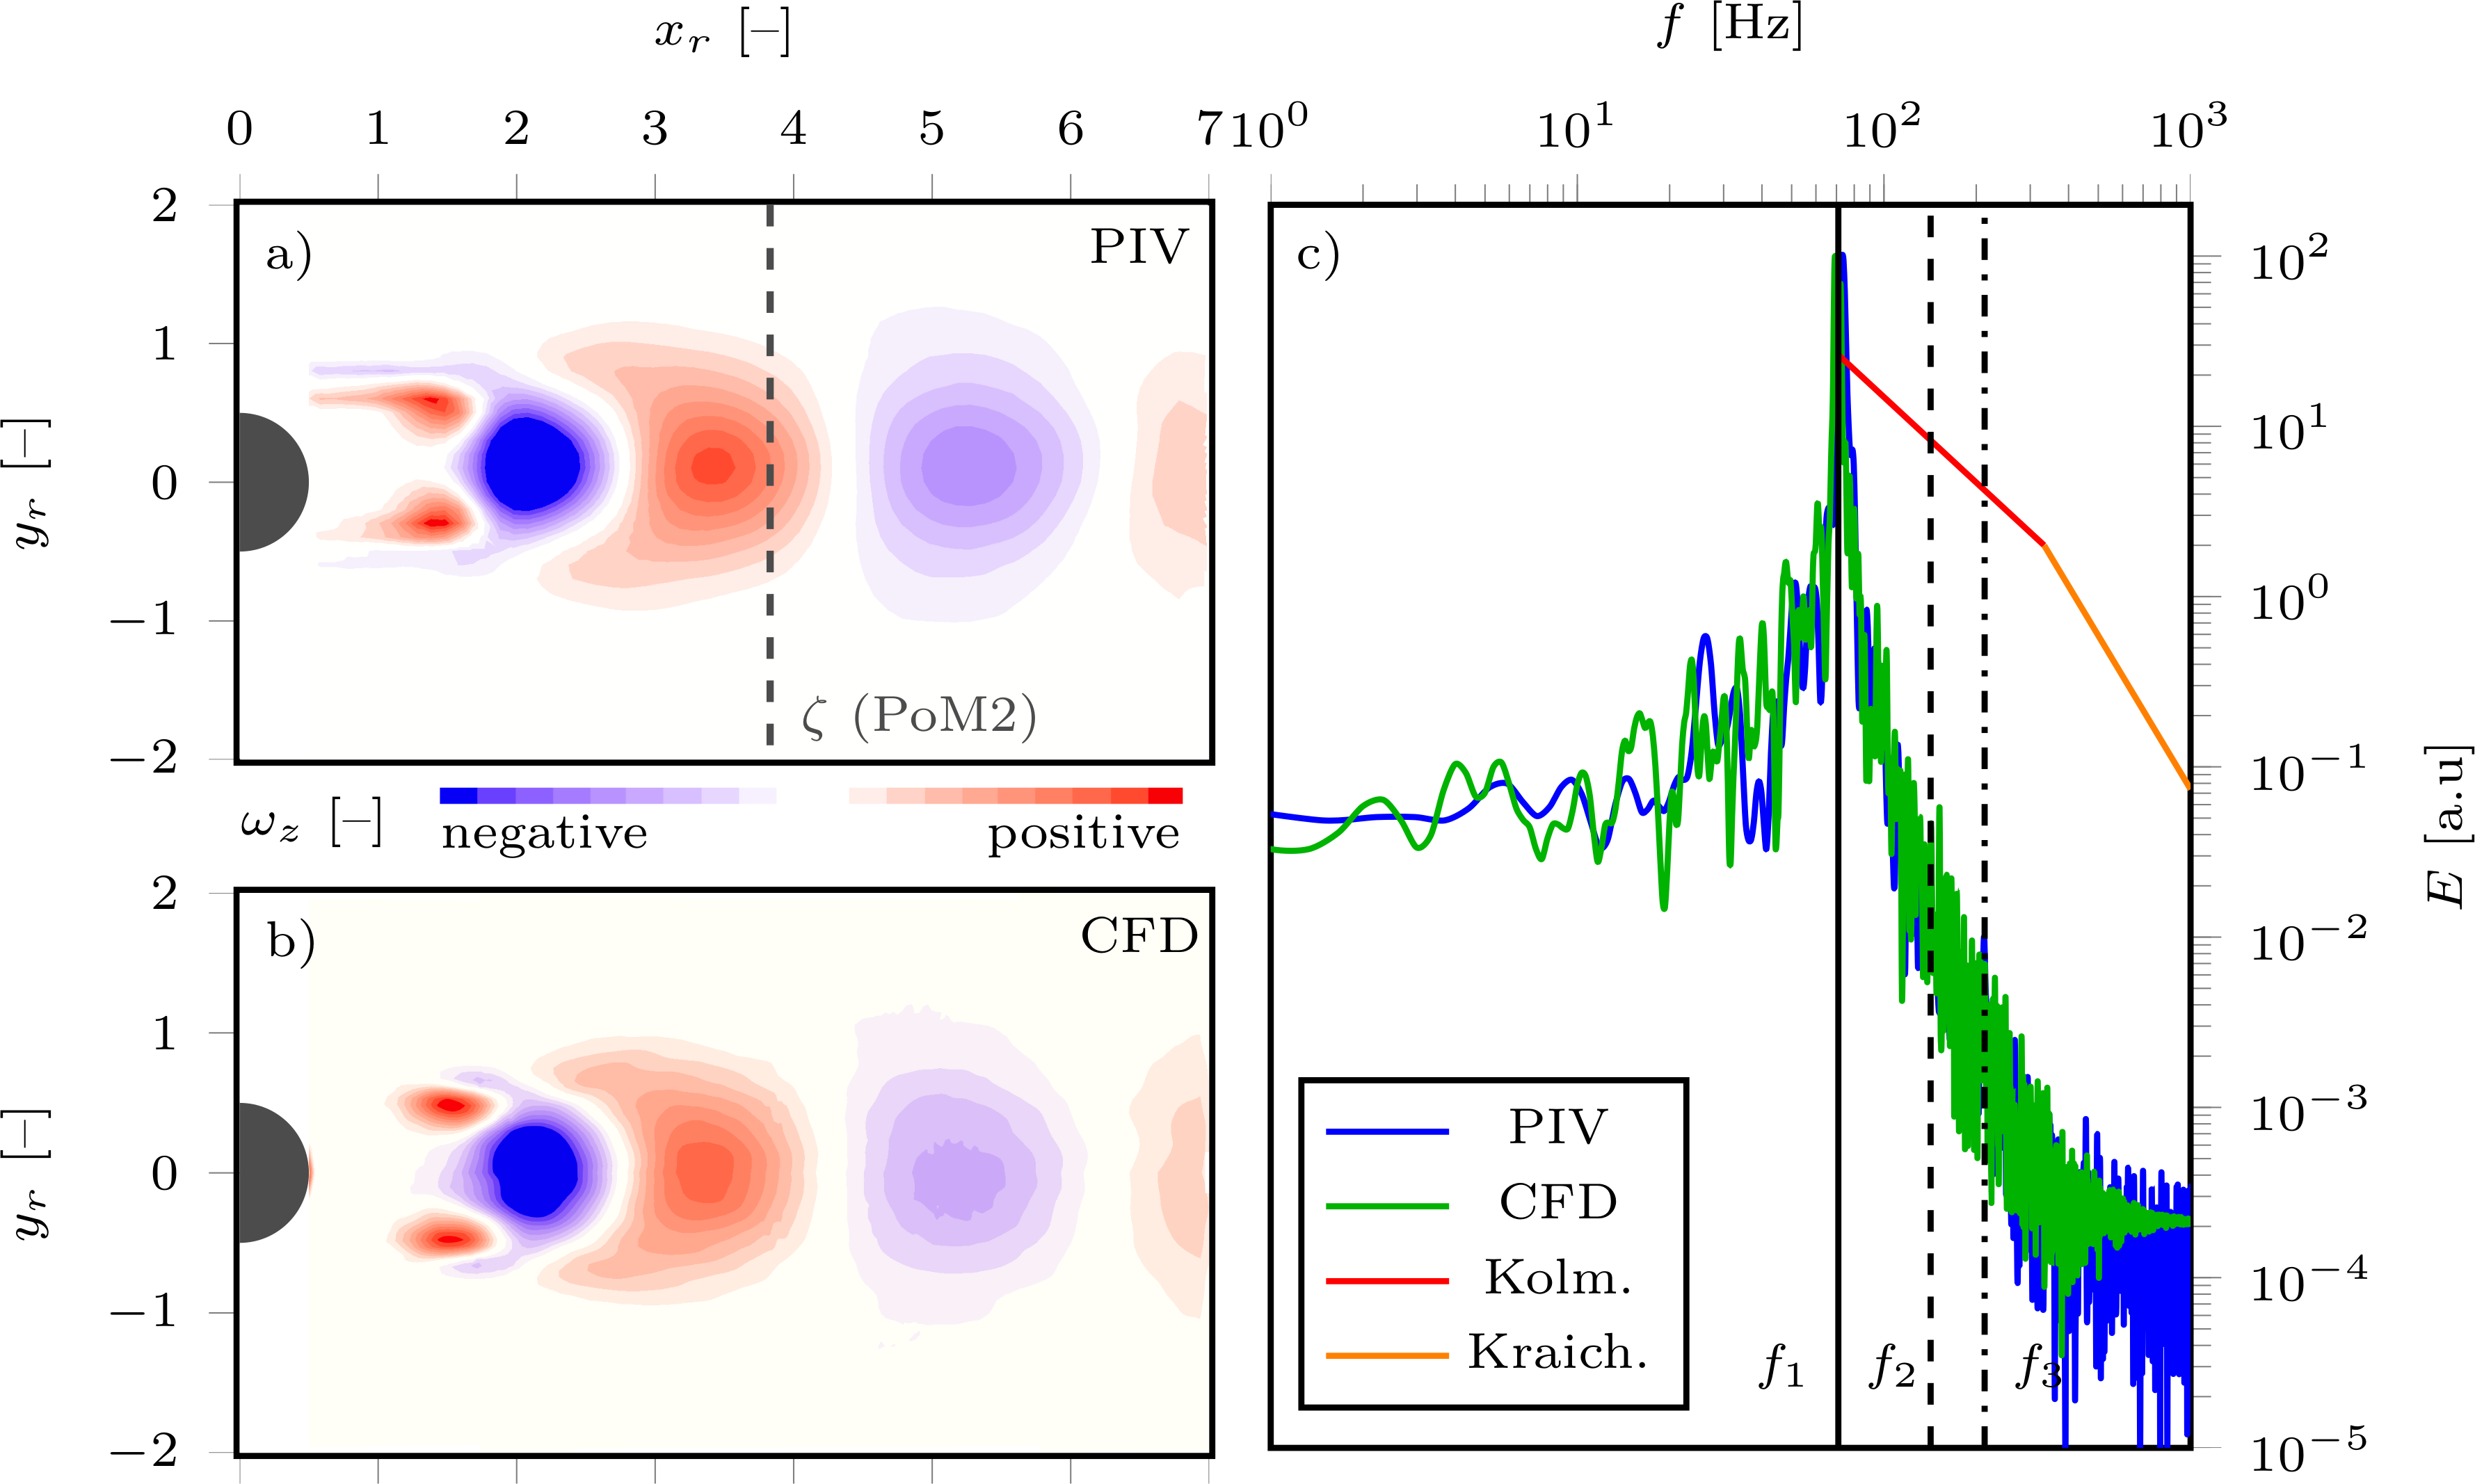 x_r [−]
f [Hz]
0 1 2 3 4 5 6 7
10^0 10^1 10^2 10^3
a)
PIV
2
1
0
−1
−2
y_r [−]
ζ (PoM2)
ω_z [−]
negative
positive
b)
CFD
2
1
0
−1
−2
y_r [−]
c)
10^2
10^1
10^0
10^−1
10^−2
10^−3
10^−4
10^−5
E [a.u]
PIV
CFD
Kolm.
Kraich.
f_1 f_2 f_3